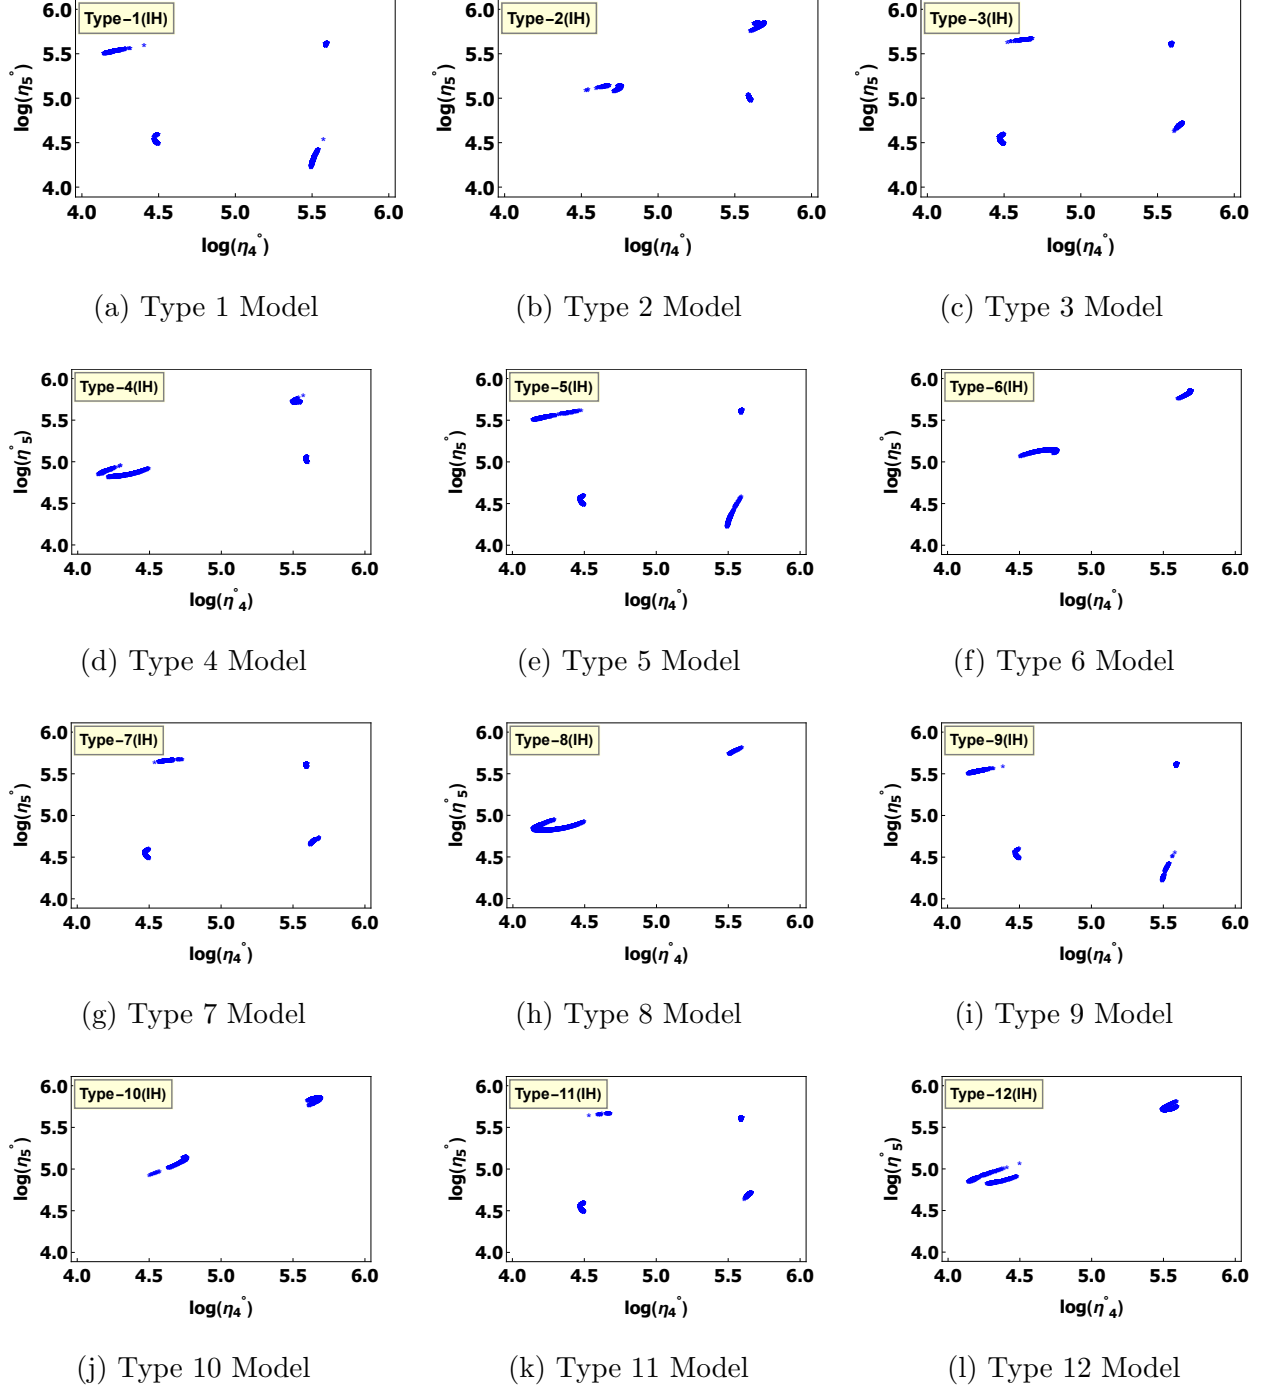 6.0
5.5
5.0
4.5
4.0
Type-1(IH)
log(η5°)
4.0 4.5 5.0 5.5 6.0
log(η4°)
(a) Type 1 Model
6.0
5.5
5.0
4.5
4.0
Type-2(IH)
log(η5°)
4.0 4.5 5.0 5.5 6.0
log(η4°)
(b) Type 2 Model
6.0
5.5
5.0
4.5
4.0
Type-3(IH)
log(η5°)
4.0 4.5 5.0 5.5 6.0
log(η4°)
(c) Type 3 Model
6.0
5.5
5.0
4.5
4.0
Type-4(IH)
log(η°5)
4.0 4.5 5.0 5.5 6.0
log(η°4)
(d) Type 4 Model
6.0
5.5
5.0
4.5
4.0
Type-5(IH)
log(η5°)
4.0 4.5 5.0 5.5 6.0
log(η4°)
(e) Type 5 Model
6.0
5.5
5.0
4.5
4.0
Type-6(IH)
log(η5°)
4.0 4.5 5.0 5.5 6.0
log(η4°)
(f) Type 6 Model
6.0
5.5
5.0
4.5
4.0
Type-7(IH)
log(η5°)
4.0 4.5 5.0 5.5 6.0
log(η4°)
(g) Type 7 Model
6.0
5.5
5.0
4.5
4.0
Type-8(IH)
log(η°5)
4.0 4.5 5.0 5.5 6.0
log(η°4)
(h) Type 8 Model
6.0
5.5
5.0
4.5
4.0
Type-9(IH)
log(η5°)
4.0 4.5 5.0 5.5 6.0
log(η4°)
(i) Type 9 Model
6.0
5.5
5.0
4.5
4.0
Type-10(IH)
log(η5°)
4.0 4.5 5.0 5.5 6.0
log(η4°)
(j) Type 10 Model
6.0
5.5
5.0
4.5
4.0
Type-11(IH)
log(η5°)
4.0 4.5 5.0 5.5 6.0
log(η4°)
(k) Type 11 Model
6.0
5.5
5.0
4.5
4.0
Type-12(IH)
log(η°5)
4.0 4.5 5.0 5.5 6.0
log(η°4)
(l) Type 12 Model